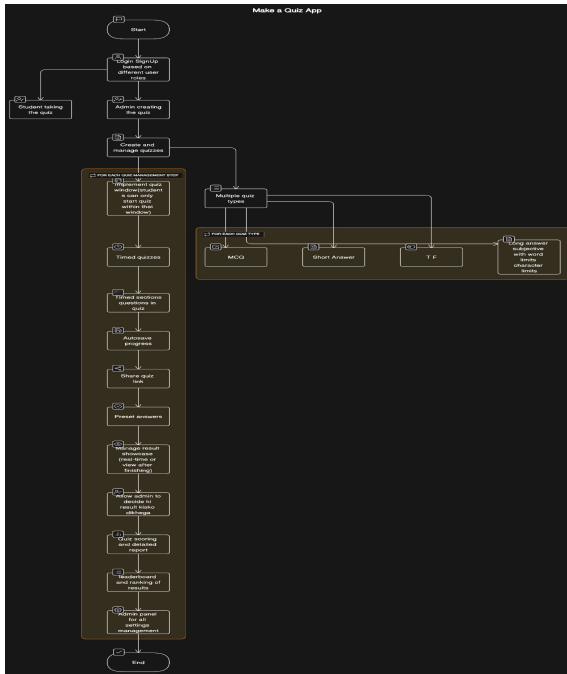 Make a Quiz App
Start
Login SignUp
based on
different user
roles
Student taking
the quiz
Admin creating
the quiz
Create and
manage quizzes
FOR EACH QUIZ MANAGEMENT STEP
Implement quiz
window(student
s can only
start quiz
within that
window)
Multiple quiz
types
FOR EACH QUIZ TYPE
MCQ
Short Answer
T F
Long answer
subjective
with word
limits
character
limits
Timed quizzes
Timed sections
questions in
quiz
Autosave
progress
Share quiz
link
Preset answers
Manage result
showcase
(real-time or
view after
finishing)
Allow admin to
decide ki
result kisko
dikhega
Quiz scoring
and detailed
report
leaderboard
and ranking of
results
Admin panel
for all
settings
management
End